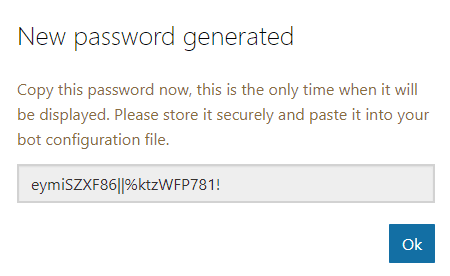 New password generated
Copy this password now, this is the only time when it will
be displayed. Please store it securely and paste it into your
bot configuration file.
eymiSZXF86||%ktzWFP781!
Ok